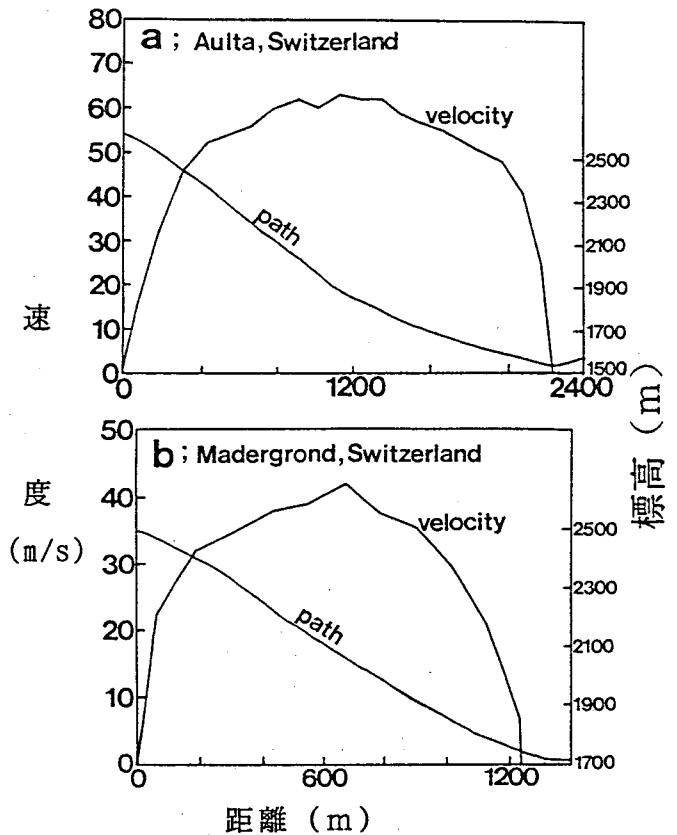 80
70
60
50
40
30
20
10
0
a ; Aulta, Switzerland
velocity
path
2500
2300
2100
1900
1700
1500
0
1200
2400
速
度
(m/s)
標高 (m)
50
40
30
20
10
0
b ; Madergrond, Switzerland
velocity
path
2500
2300
2100
1900
1700
0
600
1200
距離 (m)